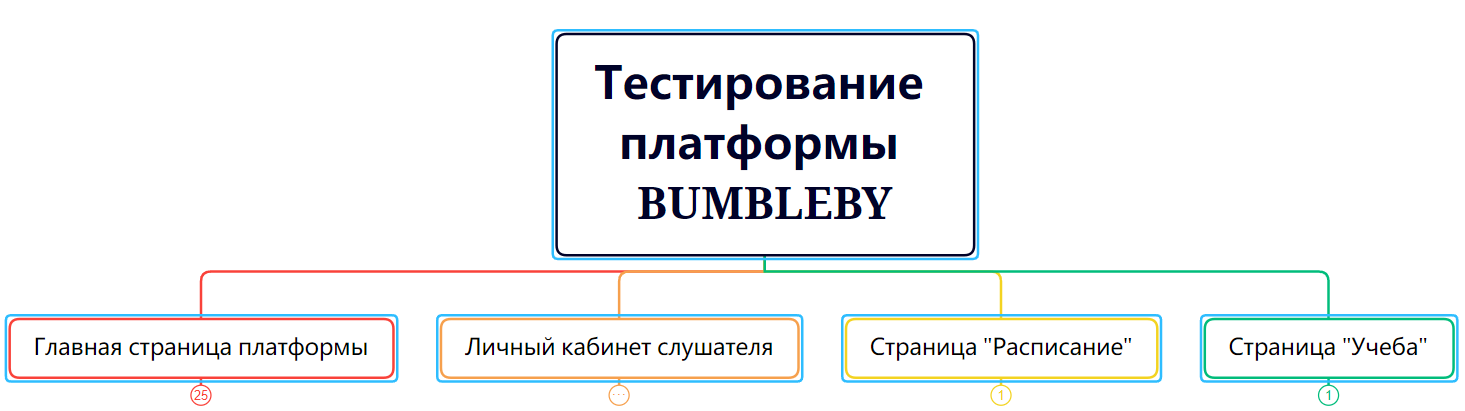 Тестирование
платформы
BUMBLEBY
Главная страница платформы
Личный кабинет слушателя
Страница "Расписание"
Страница "Учеба"
25
...
1
1